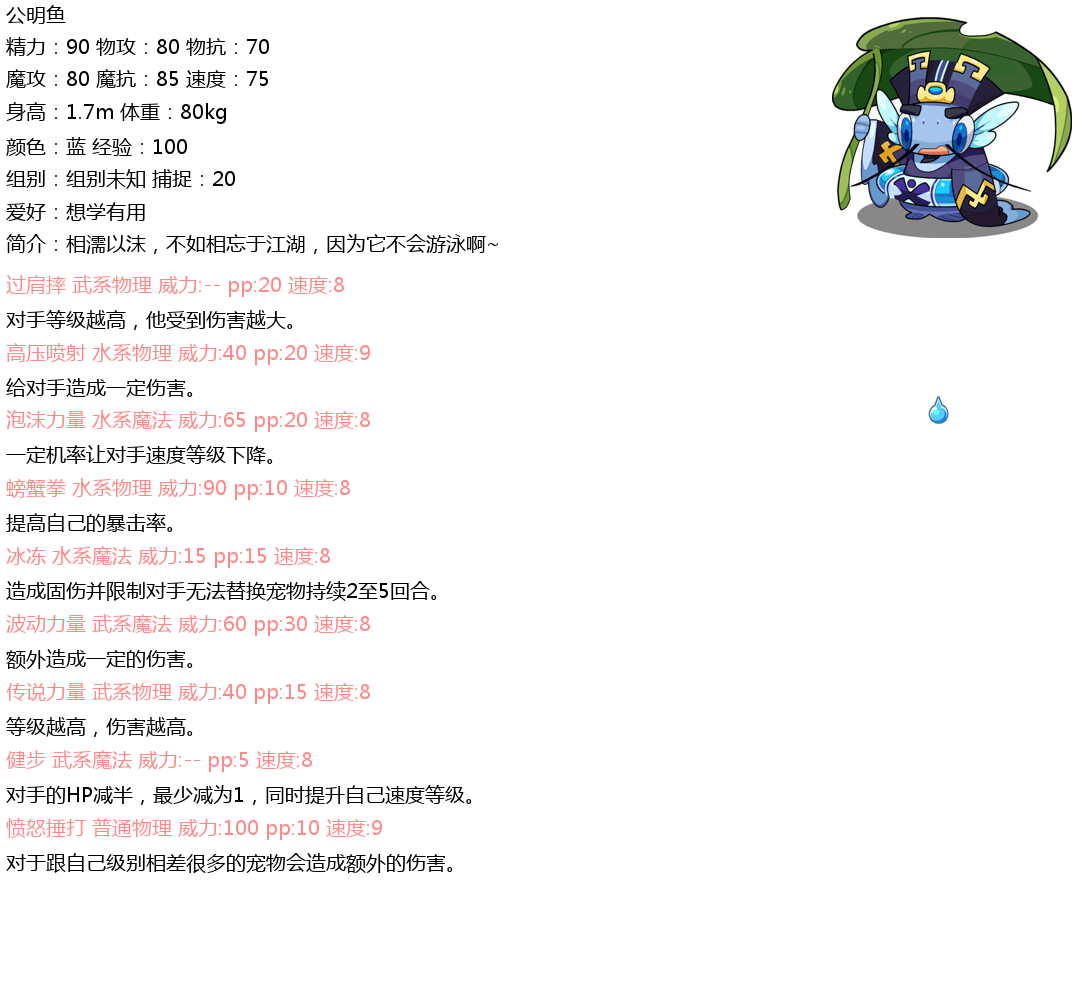 公明鱼
精力：90 物攻：80 物抗：70
魔攻：80 魔抗：85 速度：75
身高：1.7m 体重：80kg
颜色：蓝 经验：100
组别：组别未知 捕捉：20
爱好：想学有用
简介：相濡以沫，不如相忘于江湖，因为它不会游泳啊~
过肩摔 武系物理 威力:-- pp:20 速度:8
对手等级越高，他受到伤害越大。
高压喷射 水系物理 威力:40 pp:20 速度:9
给对手造成一定伤害。
泡沫力量 水系魔法 威力:65 pp:20 速度:8
一定机率让对手速度等级下降。
螃蟹拳 水系物理 威力:90 pp:10 速度:8
提高自己的暴击率。
冰冻 水系魔法 威力:15 pp:15 速度:8
造成固伤并限制对手无法替换宠物持续2至5回合。
波动力量 武系魔法 威力:60 pp:30 速度:8
额外造成一定的伤害。
传说力量 武系物理 威力:40 pp:15 速度:8
等级越高，伤害越高。
健步 武系魔法 威力:-- pp:5 速度:8
对手的HP减半，最少减为1，同时提升自己速度等级。
愤怒捶打 普通物理 威力:100 pp:10 速度:9
对于跟自己级别相差很多的宠物会造成额外的伤害。